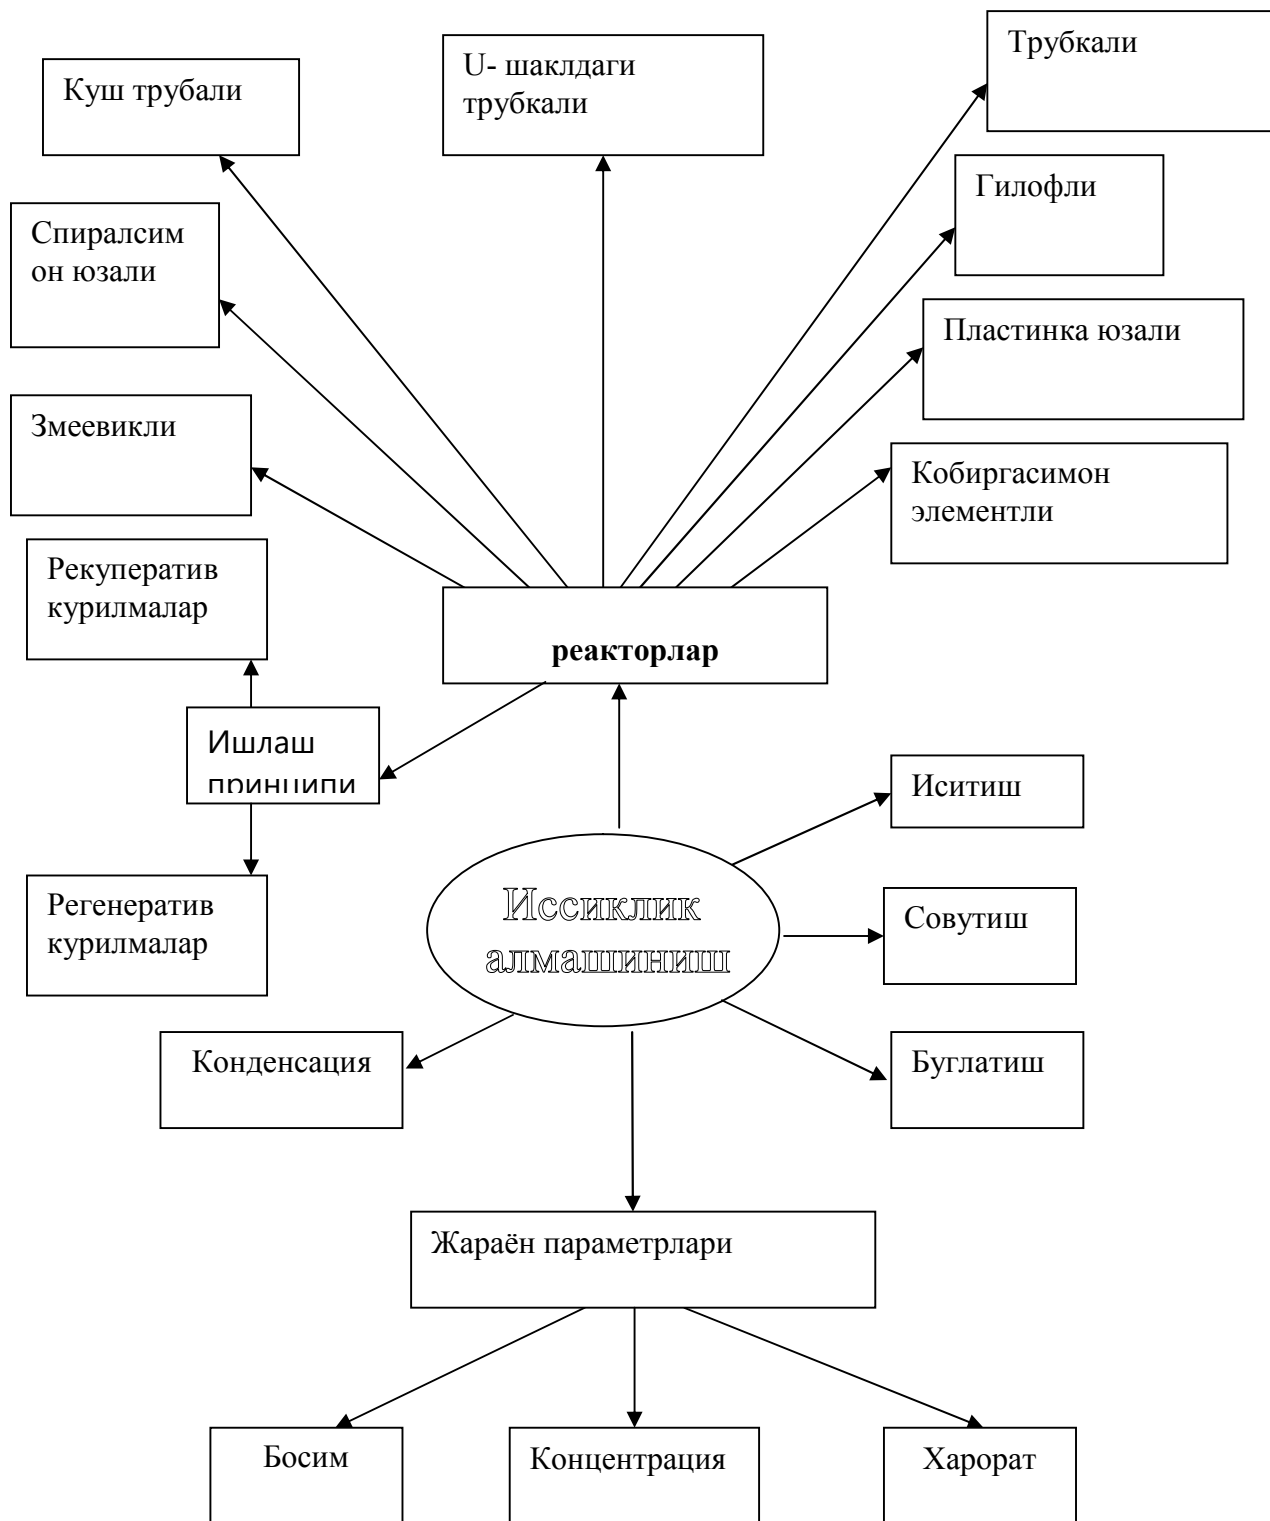 Трубкали
U- шаклдаги
трубкали
Куш трубали
Гилофли
Спиралсим
он юзали
Пластинка юзали
Змеевикли
Кобиргасимон
элементли
Рекуператив
курилмалар
реакторлар
Ишлаш
принципи
Иситиш
Иссиклик
алмашиниш
Регенератив
курилмалар
Совутиш
Конденсация
Буглатиш
Жараён параметрлари
Босим
Концентрация
Харорат